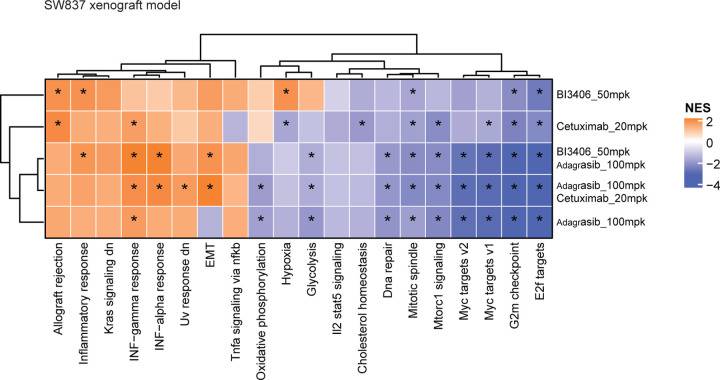 SW837 xenograft model
BI3406_50mpk
Cetuximab_20mpk
BI3406_50mpk
Adagrasib_100mpk
Adagrasib_100mpk
Cetuximab_20mpk
Adagrasib_100mpk
NES
2
0
−2
−4
Allograft rejection
Inflammatory response
Kras signaling dn
INF-gamma response
INF-alpha response
Uv response dn
EMT
Tnfa signaling via nfkb
Oxidative phosphorylation
Hypoxia
Glycolysis
Il2 stat5 signaling
Cholesterol homeostasis
Dna repair
Mitotic spindle
Mtorc1 signaling
Myc targets v2
Myc targets v1
G2m checkpoint
E2f targets